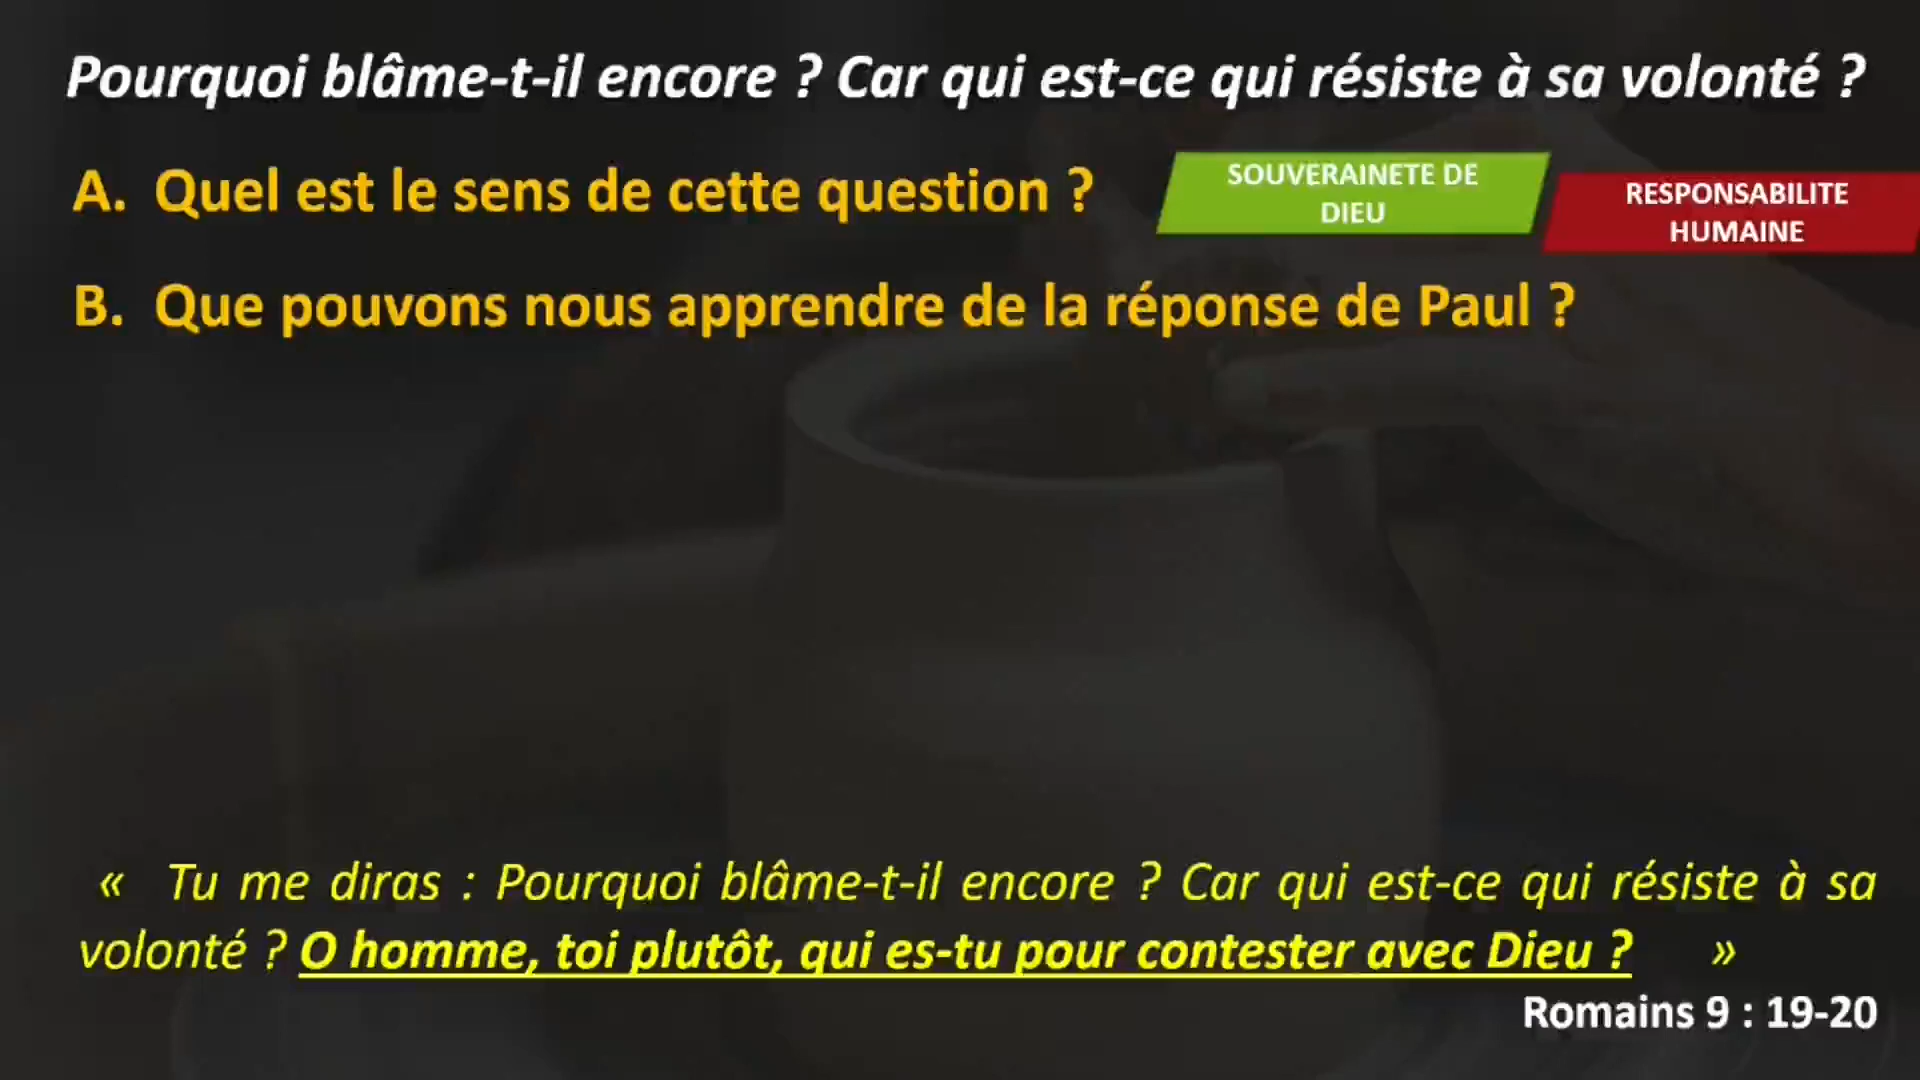 Pourquoi blâme-t-il encore ? Car qui est-ce qui résiste à sa volonté ?
A. Quel est le sens de cette question ?
SOUVERAINETE DE
DIEU
RESPONSABILITE
HUMAINE
B. Que pouvons nous apprendre de la réponse de Paul ?
« Tu me diras : Pourquoi blâme-t-il encore ? Car qui est-ce qui résiste à sa
volonté ? O homme, toi plutôt, qui es-tu pour contester avec Dieu ? »
Romains 9 : 19-20